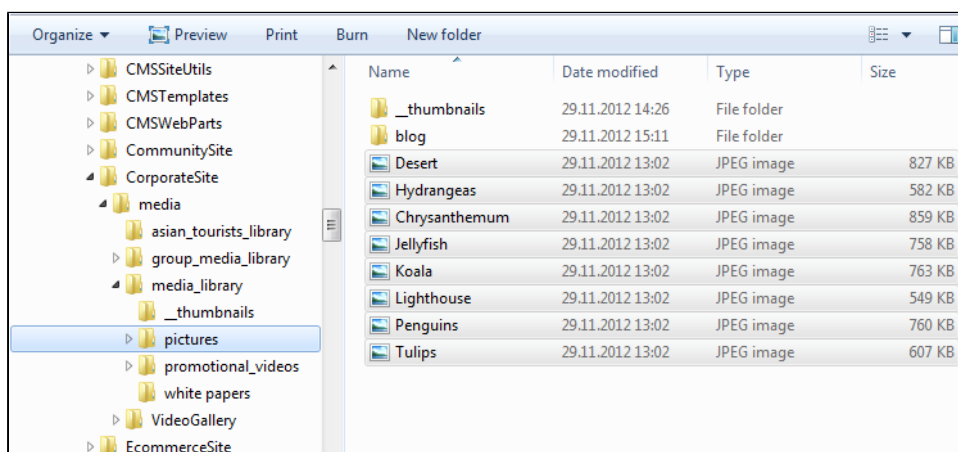 Organize Preview Print Burn New folder
CMSSiteUtils
CMSTemplates
CMSWebParts
CommunitySite
CorporateSite
media
asian_tourists_library
group_media_library
media_library
__thumbnails
pictures
promotional_videos
white papers
VideoGallery
EcommerceSite
Name Date modified Type Size
__thumbnails 29.11.2012 14:26 File folder
blog 29.11.2012 15:11 File folder
Desert 29.11.2012 13:02 JPEG image 827 KB
Hydrangeas 29.11.2012 13:02 JPEG image 582 KB
Chrysanthemum 29.11.2012 13:02 JPEG image 859 KB
Jellyfish 29.11.2012 13:02 JPEG image 758 KB
Koala 29.11.2012 13:02 JPEG image 763 KB
Lighthouse 29.11.2012 13:02 JPEG image 549 KB
Penguins 29.11.2012 13:02 JPEG image 760 KB
Tulips 29.11.2012 13:02 JPEG image 607 KB